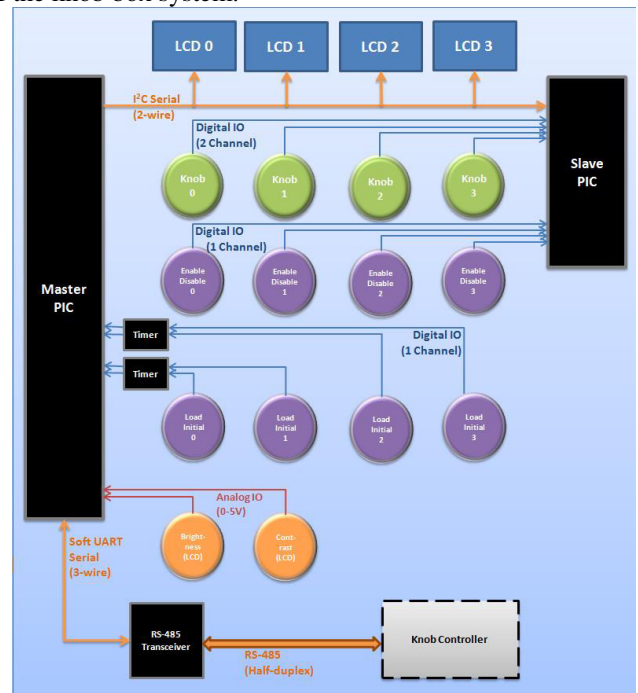 the knob box system.
LCD 0
LCD 1
LCD 2
LCD 3
I²C Serial
(2-wire)
Digital IO
(2 Channel)
Knob
0
Knob
1
Knob
2
Knob
3
Slave
PIC
Digital IO
(1 Channel)
Enable
Disable
0
Enable
Disable
1
Enable
Disable
2
Enable
Disable
3
Master
PIC
Timer
Timer
Digital IO
(1 Channel)
Load
Initial
0
Load
Initial
1
Load
Initial
2
Load
Initial
3
Analog IO
(0-5V)
Bright-
ness
(LCD)
Cont-
rast
(LCD)
Soft UART
Serial
(3-wire)
RS-485
Transceiver
RS-485
(Half-duplex)
Knob Controller